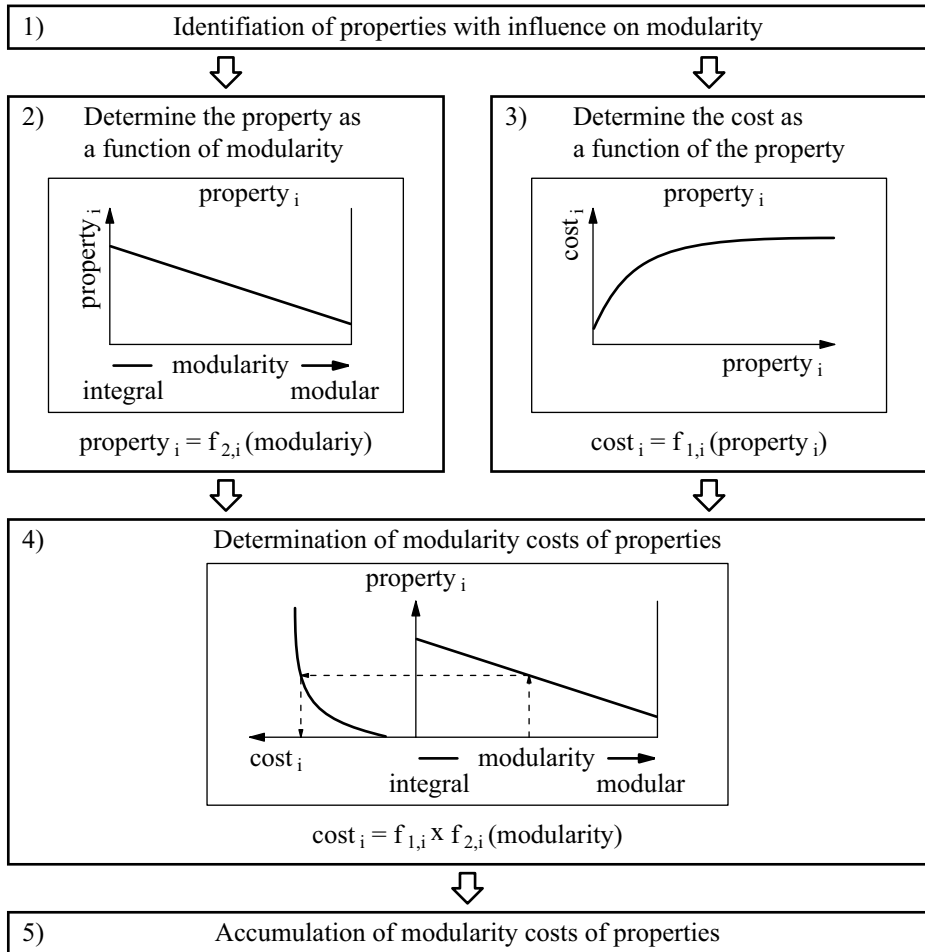 1) Identifiation of properties with influence on modularity
2) Determine the property as
a function of modularity
property i
property i
modularity
integral modular
property i = f 2,i (modulariy)
3) Determine the cost as
a function of the property
property i
cost i
property i
cost i = f 1,i (property i)
4) Determination of modularity costs of properties
property i
cost i modularity
integral modular
cost i = f 1,i x f 2,i (modularity)
5) Accumulation of modularity costs of properties